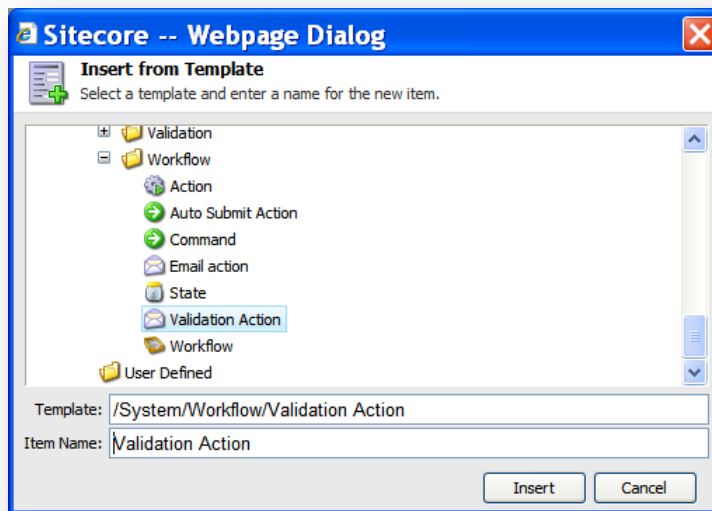 Sitecore -- Webpage Dialog
Insert from Template
Select a template and enter a name for the new item.
Validation
Workflow
Action
Auto Submit Action
Command
Email action
State
Validation Action
Workflow
User Defined
Template: /System/Workflow/Validation Action
Item Name: Validation Action
Insert Cancel